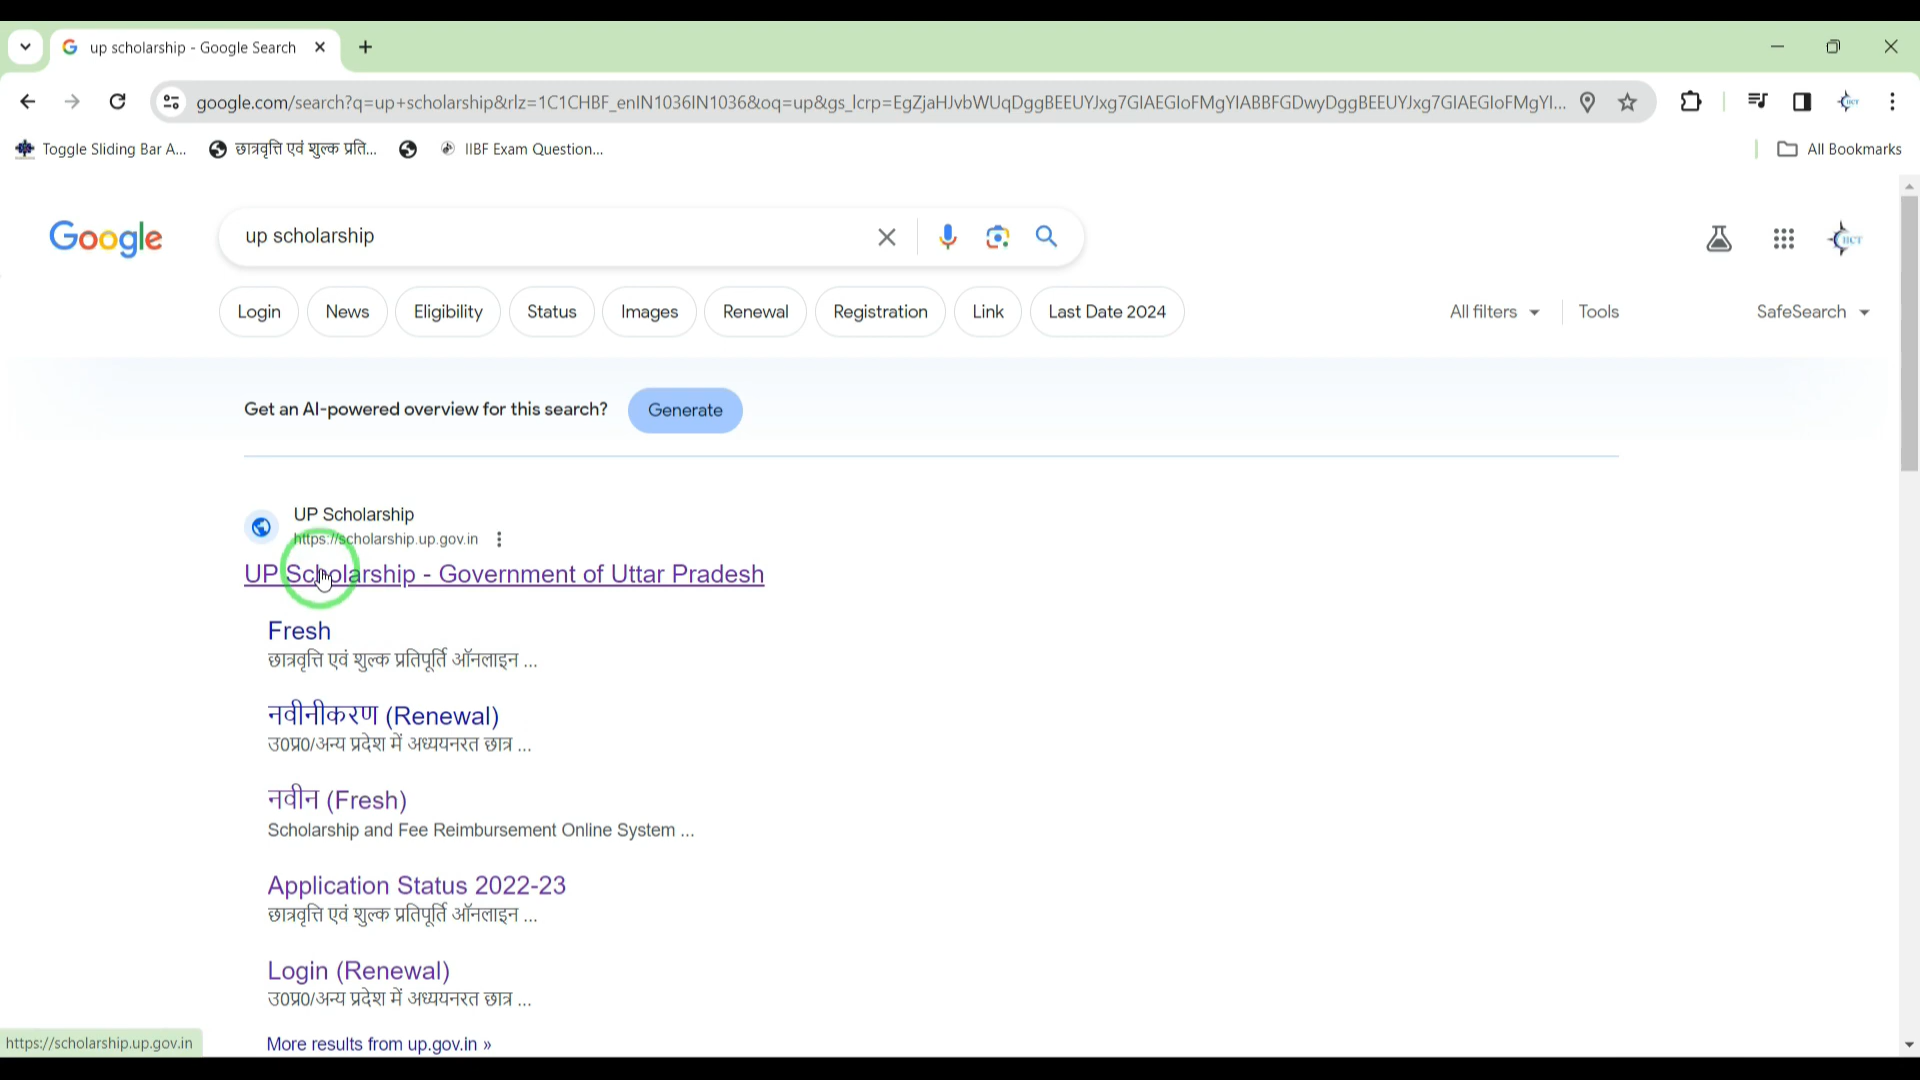 up scholarship - Google Search
google.com/search?q=up+scholarship&rlz=1C1CHBF_enIN1036IN1036&oq=up&gs_lcrp=EgZjaHJvbWUqDggBEEUYJxg7GIAEGIoFMgYIABBFGDwyDggBEEUYJxg7GIAEGIoFMgYI...
Toggle Sliding Bar A... छात्रवृत्ति एवं शुल्क प्रति... IIBF Exam Question... All Bookmarks
Google up scholarship
Login News Eligibility Status Images Renewal Registration Link Last Date 2024 All filters Tools SafeSearch
Get an AI-powered overview for this search? Generate
UP Scholarship
https://scholarship.up.gov.in
UP Scholarship - Government of Uttar Pradesh
Fresh
छात्रवृत्ति एवं शुल्क प्रतिपूर्ति ऑनलाइन ...
नवीनीकरण (Renewal)
उ0प्र0/अन्य प्रदेश में अध्ययनरत छात्र ...
नवीन (Fresh)
Scholarship and Fee Reimbursement Online System ...
Application Status 2022-23
छात्रवृत्ति एवं शुल्क प्रतिपूर्ति ऑनलाइन ...
Login (Renewal)
उ0प्र0/अन्य प्रदेश में अध्ययनरत छात्र ...
More results from up.gov.in »
https://scholarship.up.gov.in